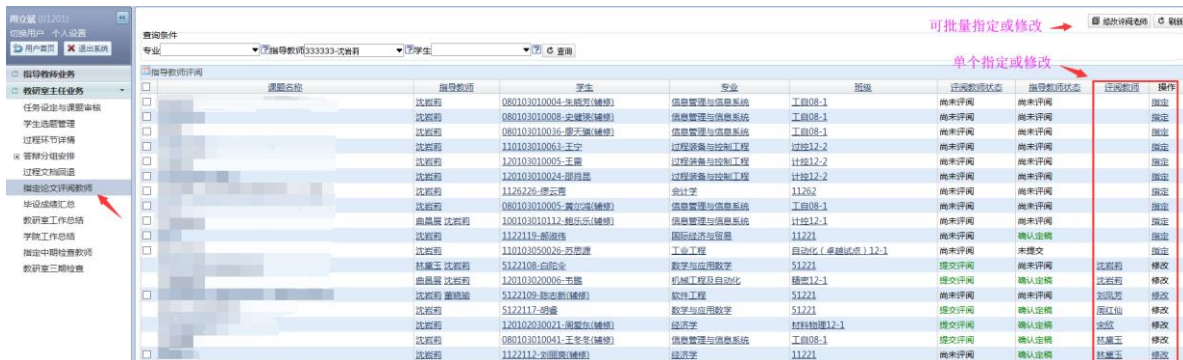 周立斌 (01201)
切换用户 个人设置
用户首页 退出系统
指导教师业务
教研室主任业务
任务设定与课题审核
学生选题管理
过程环节详情
答辩分组安排
过程文档回退
指定论文评阅教师
毕设成绩汇总
教研室工作总结
学院工作总结
指定中期检查教师
教研室三期检查
可批量指定或修改
修改评阅老师 刷新
查询条件
专业 指导教师 333333-沈岩莉 学生 查询
单个指定或修改
指导教师评阅
课题名称 指导教师 学生 专业 班级 评阅教师状态 指导教师状态 评阅教师 操作
沈岩莉 080103010004-朱晓芳(辅修) 信息管理与信息系统 工自08-1 尚未评阅 尚未评阅 指定
沈岩莉 080103010008-史健瑛(辅修) 信息管理与信息系统 工自08-1 尚未评阅 尚未评阅 指定
沈岩莉 080103010036-廖天骥(辅修) 信息管理与信息系统 工自08-1 尚未评阅 尚未评阅 指定
沈岩莉 110103010063-王宁 过程装备与控制工程 过控12-2 尚未评阅 尚未评阅 指定
沈岩莉 120103010005-王雷 过程装备与控制工程 计控12-2 尚未评阅 尚未评阅 指定
沈岩莉 120103010024-邵肖昆 过程装备与控制工程 计控12-2 尚未评阅 尚未评阅 指定
沈岩莉 1126226-缪云霞 会计学 11262 尚未评阅 尚未评阅 指定
沈岩莉 080103010005-黄尔淦(辅修) 信息管理与信息系统 工自08-1 尚未评阅 尚未评阅 指定
曲昌展 沈岩莉 100103010112-鲍乐乐(辅修) 信息管理与信息系统 计控12-1 尚未评阅 尚未评阅 指定
沈岩莉 1122119-郝淑伟 国际经济与贸易 11221 尚未评阅 确认定稿 指定
沈岩莉 110103050026-苏思源 工业工程 自动化（卓越试点）12-1 尚未评阅 未提交 指定
林黛玉 沈岩莉 5122108-白陀伞 数学与应用数学 51221 提交评阅 尚未评阅 沈岩莉 修改
曲昌展 沈岩莉 120103020006-韦鹏 机械工程及自动化 精密12-1 提交评阅 确认定稿 沈岩莉 修改
沈岩莉 董晓瑜 5122109-陈志新(辅修) 软件工程 51221 提交评阅 确认定稿 刘凤芳 修改
沈岩莉 5122117-胡睿 数学与应用数学 51221 提交评阅 确认定稿 周红仙 修改
沈岩莉 120102030021-周爱东(辅修) 经济学 材料物理12-1 提交评阅 确认定稿 宋欣 修改
沈岩莉 080103010041-王冬冬(辅修) 信息管理与信息系统 工自08-1 提交评阅 确认定稿 林黛玉 修改
沈岩莉 1122112-刘丽爽(辅修) 经济学 11221 尚未评阅 确认定稿 林黛玉 修改